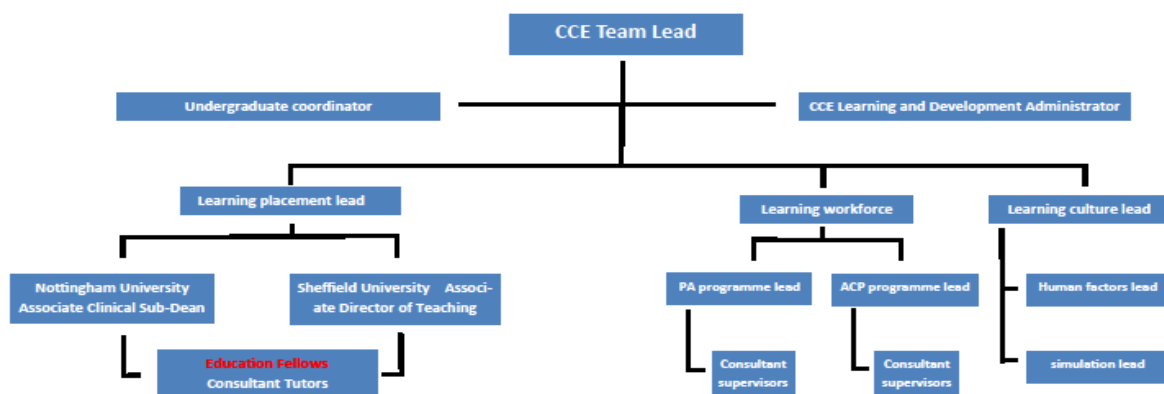 CCE Team Lead
Undergraduate coordinator
CCE Learning and Development Administrator
Learning placement lead
Learning workforce
Learning culture lead
Nottingham University
Associate Clinical Sub-Dean
Sheffield University Associ-
ate Director of Teaching
PA programme lead
ACP programme lead
Human factors lead
Education Fellows
Consultant Tutors
Consultant
supervisors
Consultant
supervisors
simulation lead